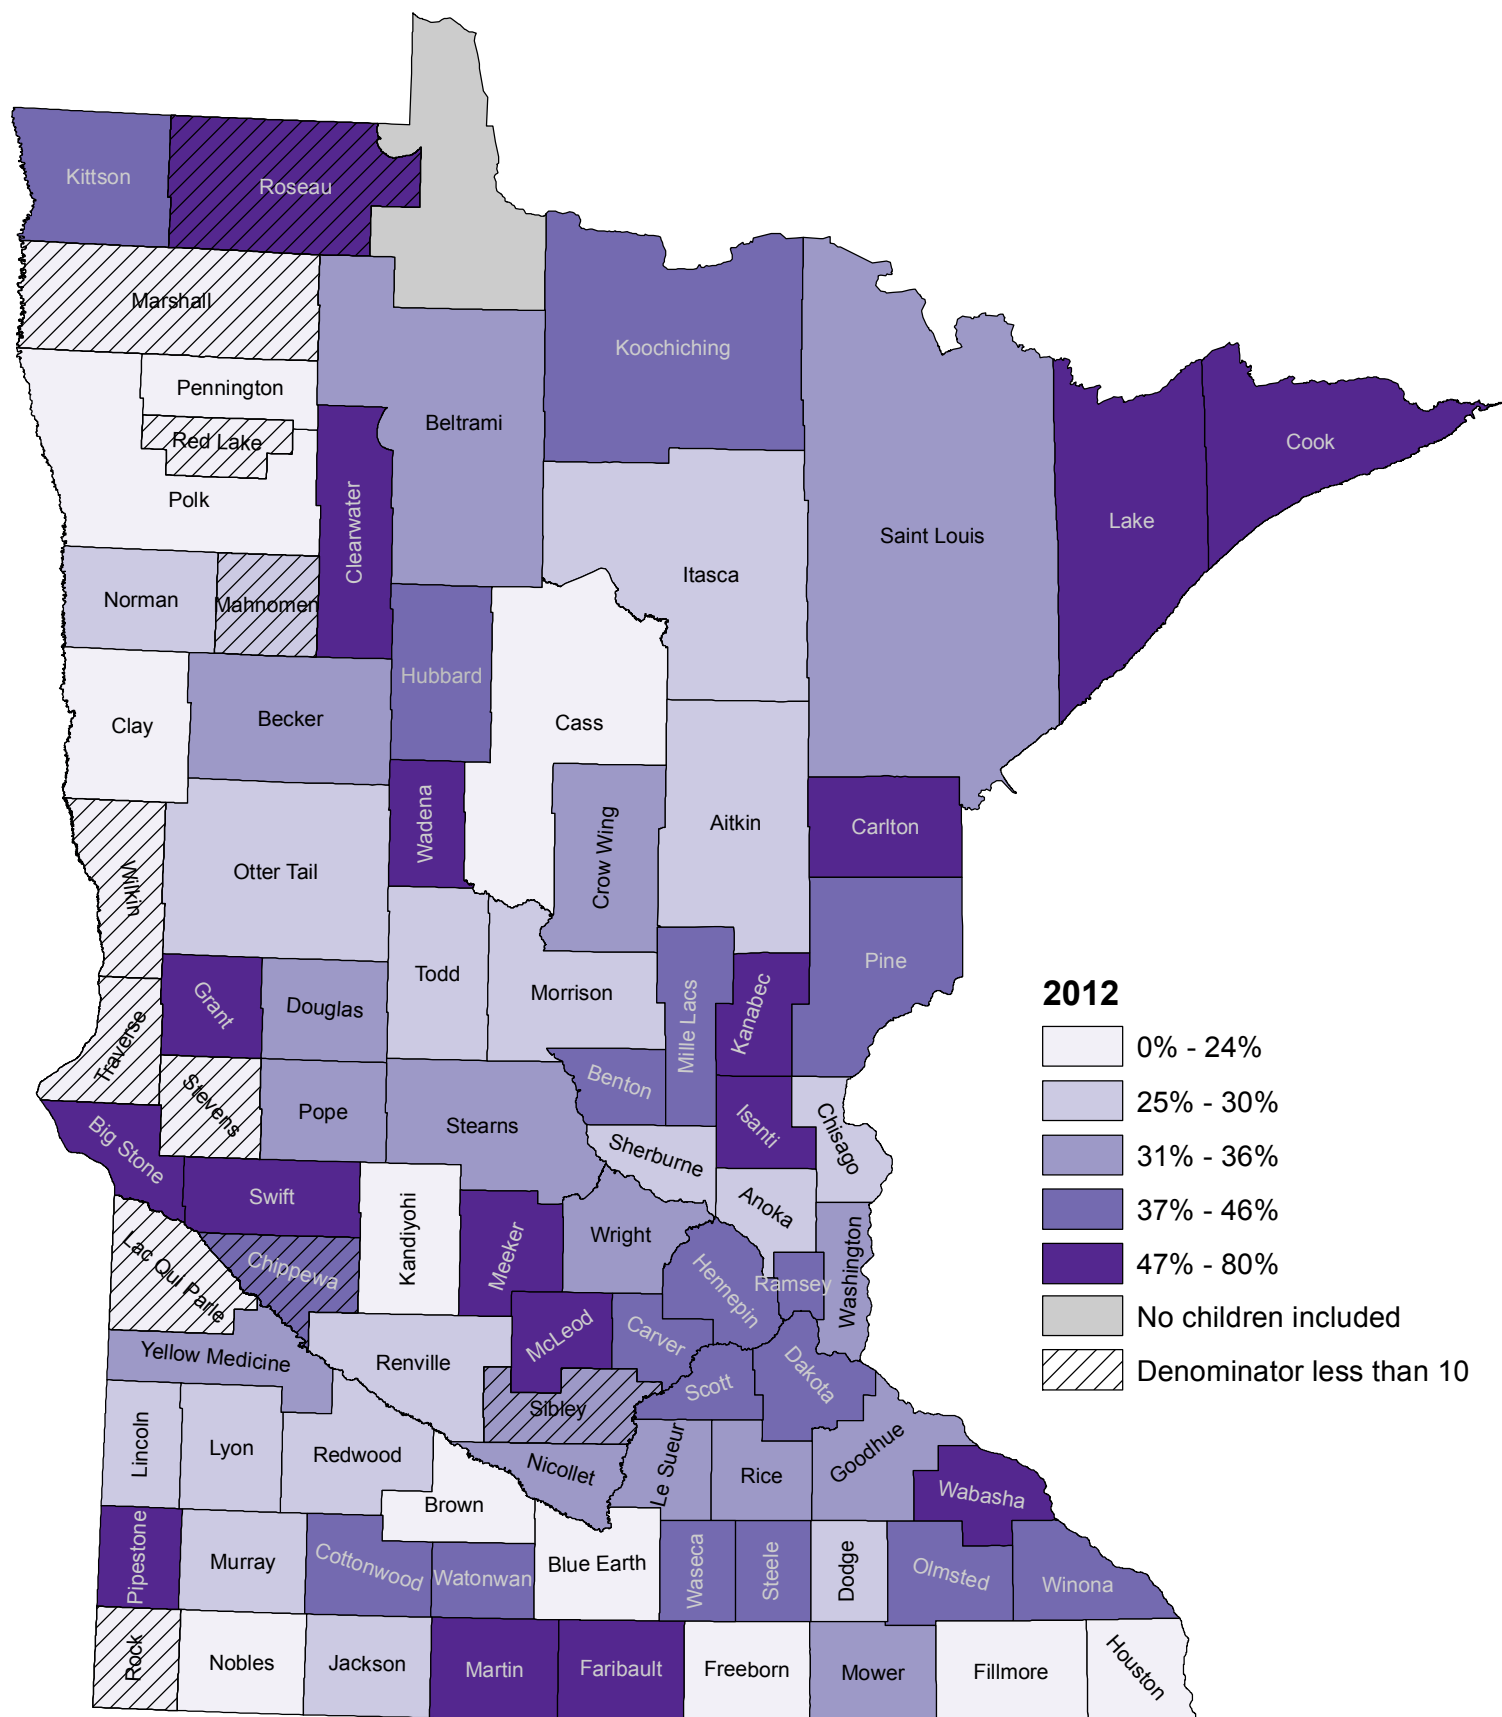 Kittson
Roseau
Marshall
Koochiching
Pennington
Beltrami
Red Lake
Cook
Polk
Lake
Clearwater
Saint Louis
Itasca
Norman
Mahnomen
Hubbard
Becker
Cass
Clay
Wadena
Aitkin
Carlton
Crow Wing
Otter Tail
Wilkin
Pine
Todd
Morrison
2012
Grant
Douglas
Mille Lacs
Kanabec
0% - 24%
Traverse
Benton
25% - 30%
Stevens
Pope
Stearns
Isanti
Chisago
Big Stone
Sherburne
31% - 36%
Swift
Anoka
37% - 46%
Kandiyohi
Meeker
Wright
Washington
47% - 80%
Lac Qui Parle
Chippewa
Hennepin
Ramsey
No children included
McLeod
Carver
Yellow Medicine
Renville
Dakota
Denominator less than 10
Scott
Sibley
Lincoln
Lyon
Redwood
Goodhue
Nicollet
Le Sueur
Rice
Brown
Wabasha
Pipestone
Murray
Cottonwood
Watonwan
Blue Earth
Waseca
Steele
Dodge
Olmsted
Winona
Rock
Nobles
Jackson
Martin
Faribault
Freeborn
Mower
Fillmore
Houston